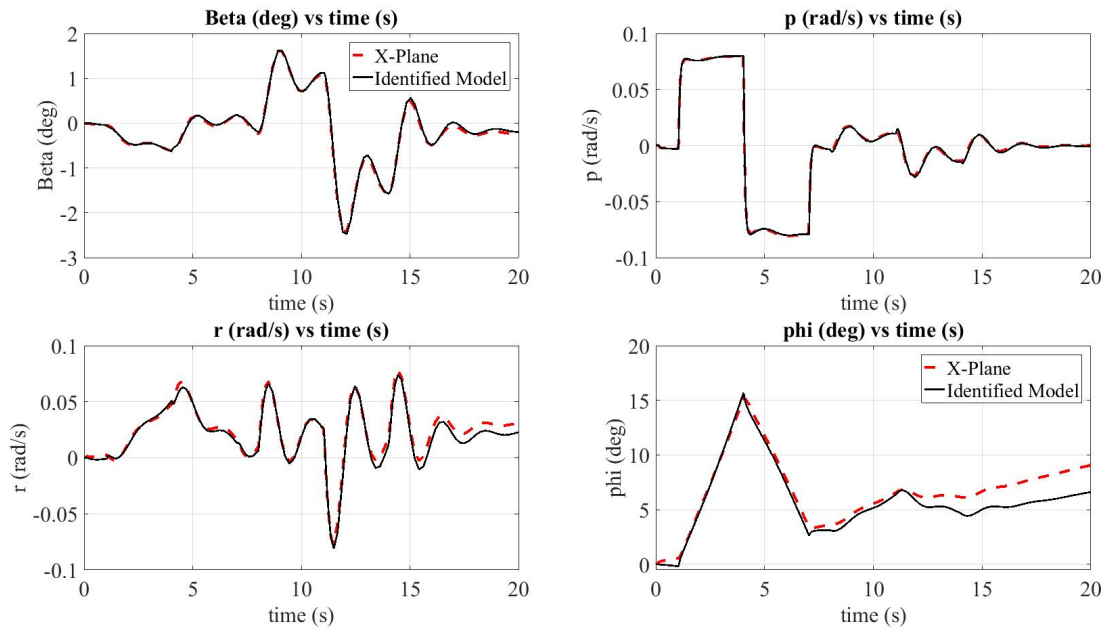 Beta (deg) vs time (s)
2
1
0
-1
-2
-3
Beta (deg)
X-Plane
Identified Model
0
5
10
15
20
time (s)
p (rad/s) vs time (s)
0.1
0.05
0
-0.05
-0.1
p (rad/s)
0
5
10
15
20
time (s)
r (rad/s) vs time (s)
0.1
0.05
0
-0.05
-0.1
r (rad/s)
0
5
10
15
20
time (s)
phi (deg) vs time (s)
20
15
10
5
0
phi (deg)
X-Plane
Identified Model
0
5
10
15
20
time (s)